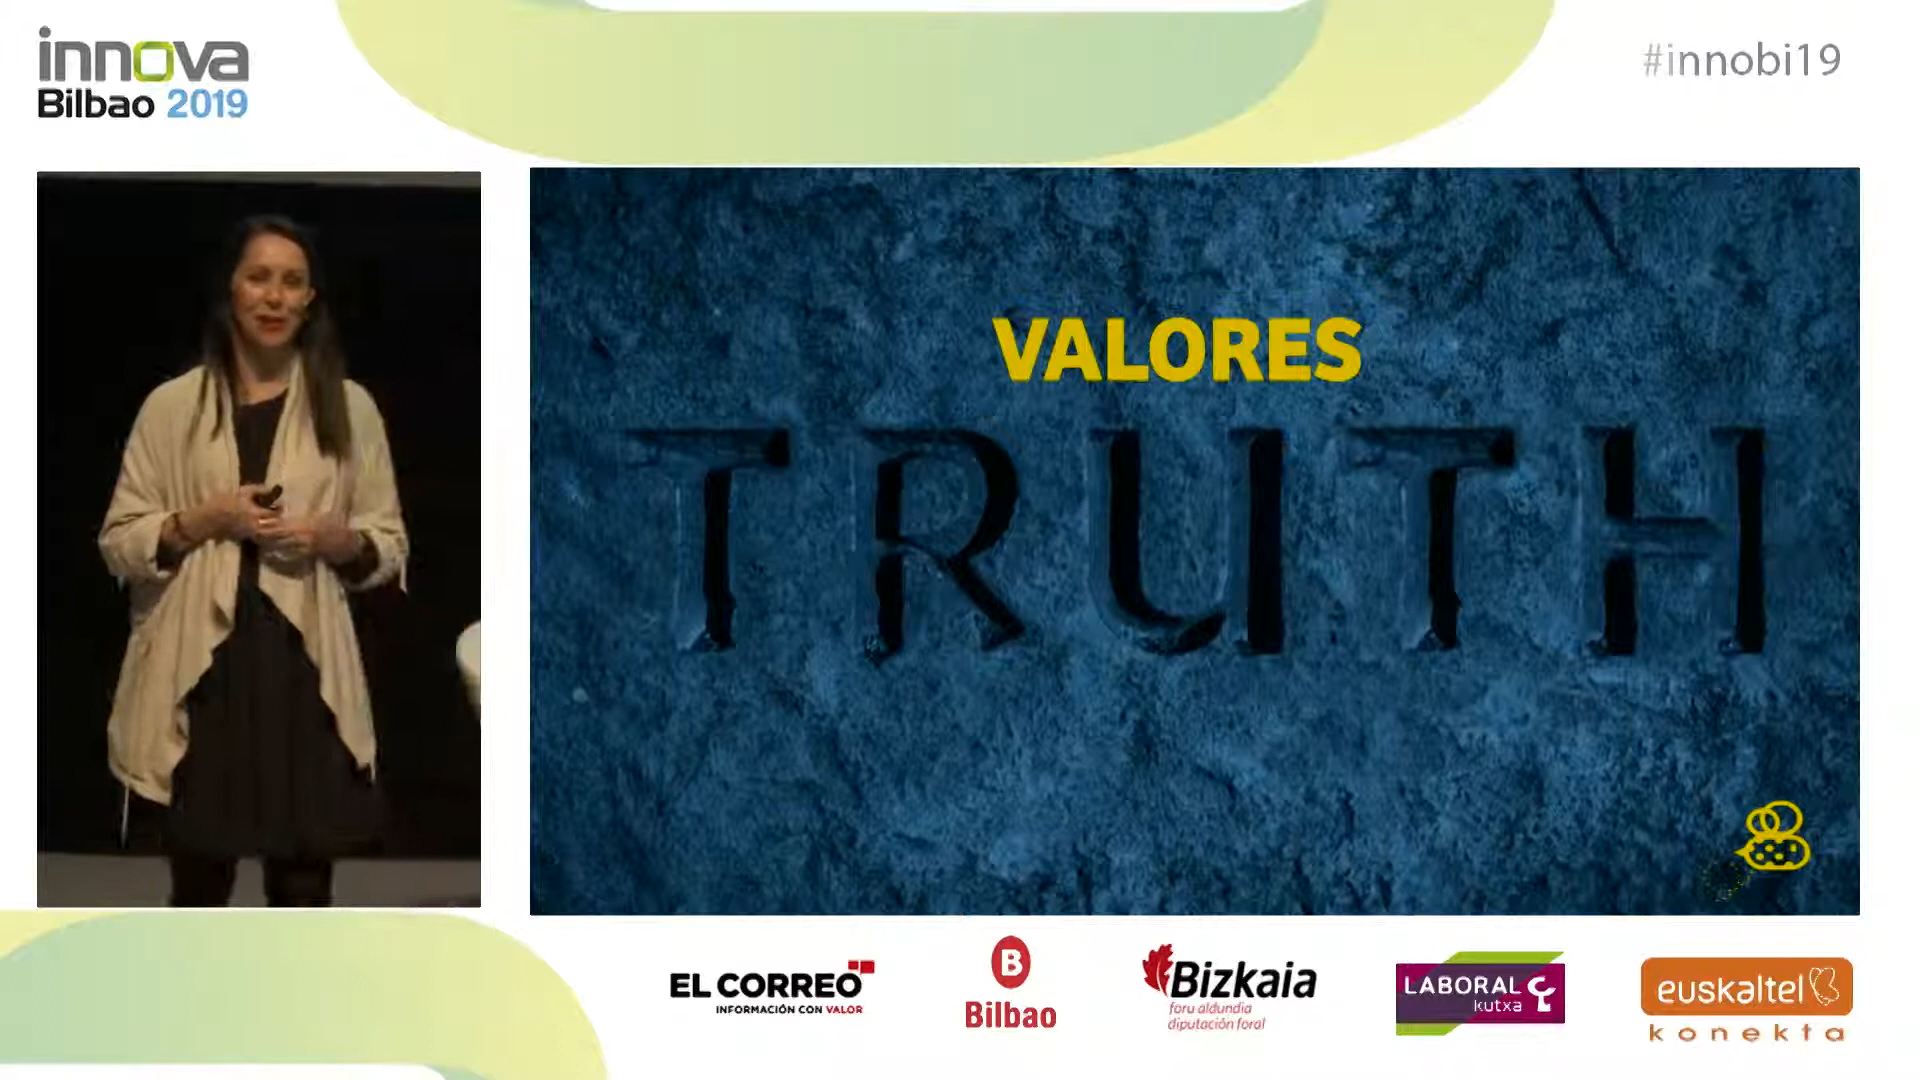 innova
Bilbao 2019
#innobi19
VALORES
TRUTH
EL CORREO
INFORMACIÓN CON VALOR
B
Bilbao
Bizkaia
foru aldundia
diputación foral
LABORAL
kutxa
euskaltel
konekta